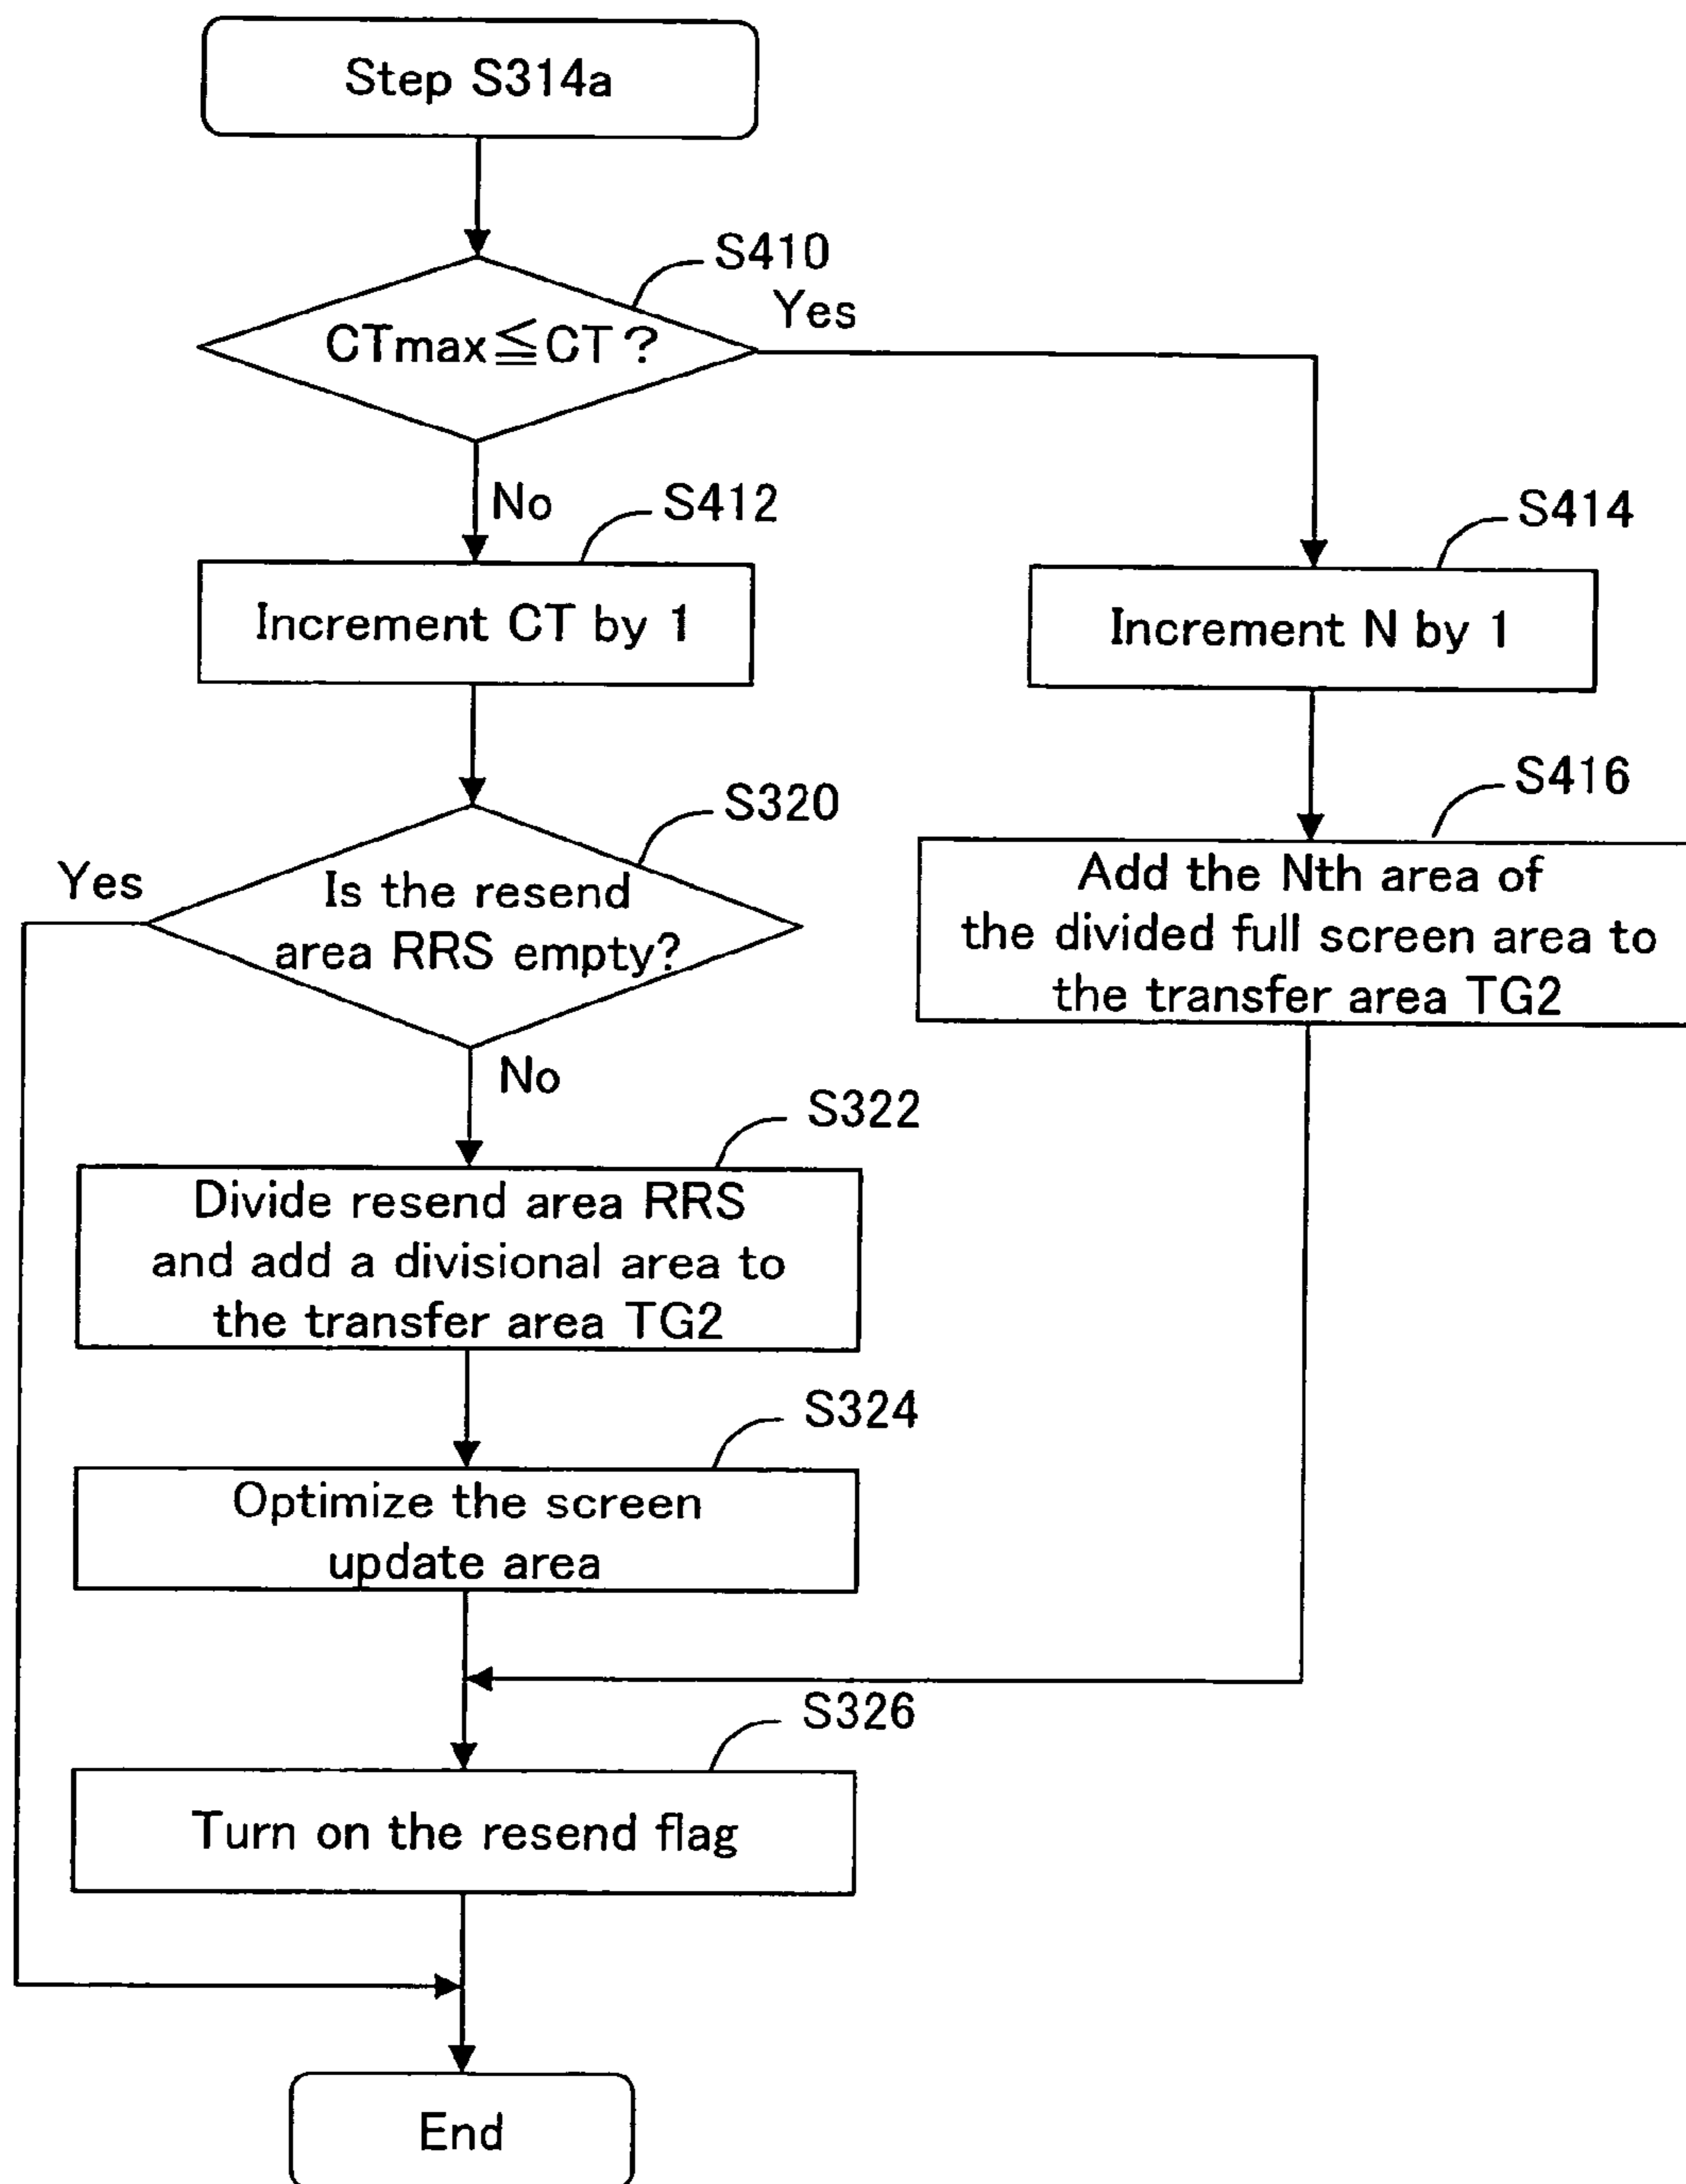 Step S314a
S410
CTmax≦CT?
Yes
No
S412
S414
Increment CT by 1
Increment N by 1
S320
S416
Yes
Is the resend
area RRS empty?
Add the Nth area of
the divided full screen area to
the transfer area TG2
No
S322
Divide resend area RRS
and add a divisional area to
the transfer area TG2
S324
Optimize the screen
update area
S326
Turn on the resend flag
End